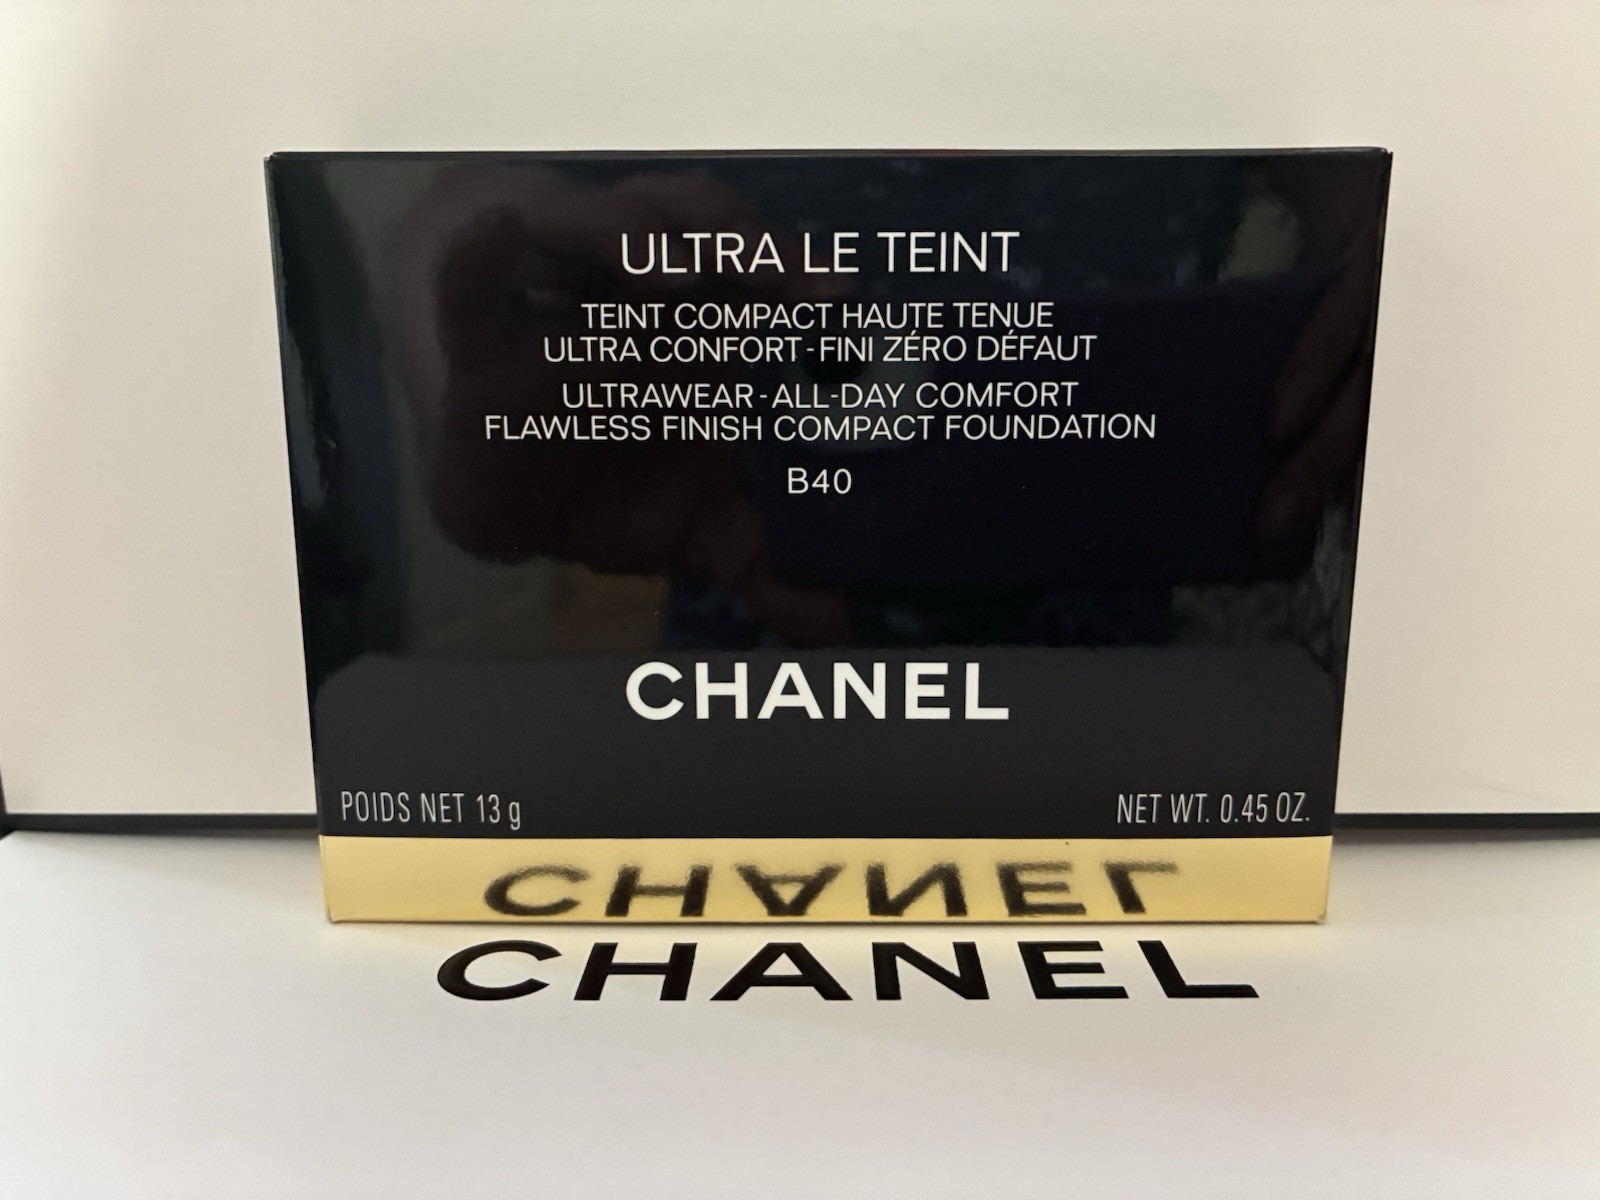 ULTRA LE TEINT
TEINT COMPACT HAUTE TENUE
ULTRA CONFORT-FINI ZÉRO DÉFAUT
ULTRAWEAR-ALL-DAY COMFORT
FLAWLESS FINISH COMPACT FOUNDATION
B40
CHANEL
POIDS NET 13 g
NET WT. 0.45 OZ.
CHANEL
CHANEL